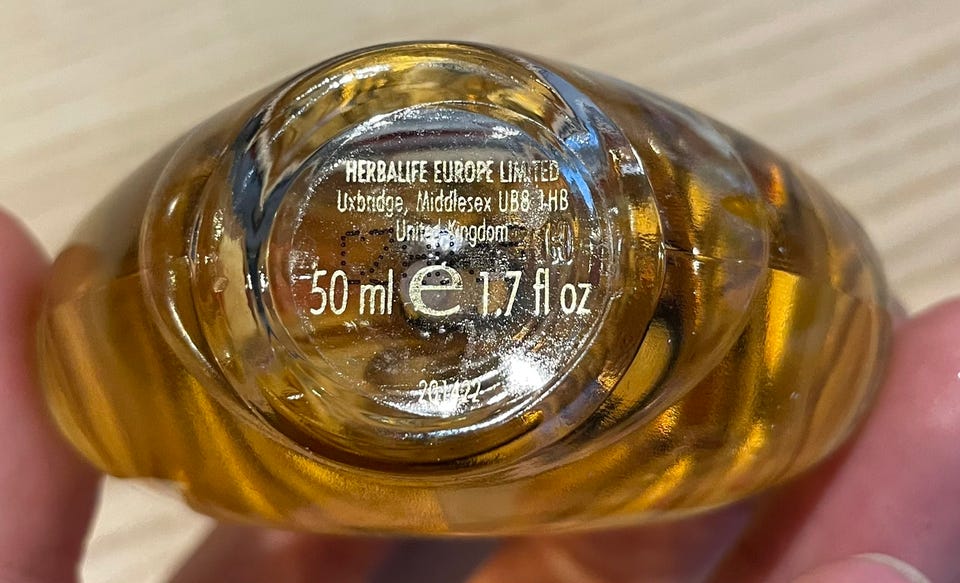 HERBALIFE EUROPE LIMITED
Uxbridge, Middlesex UB8 1HB
United Kingdom
50 ml e 1.7 fl oz